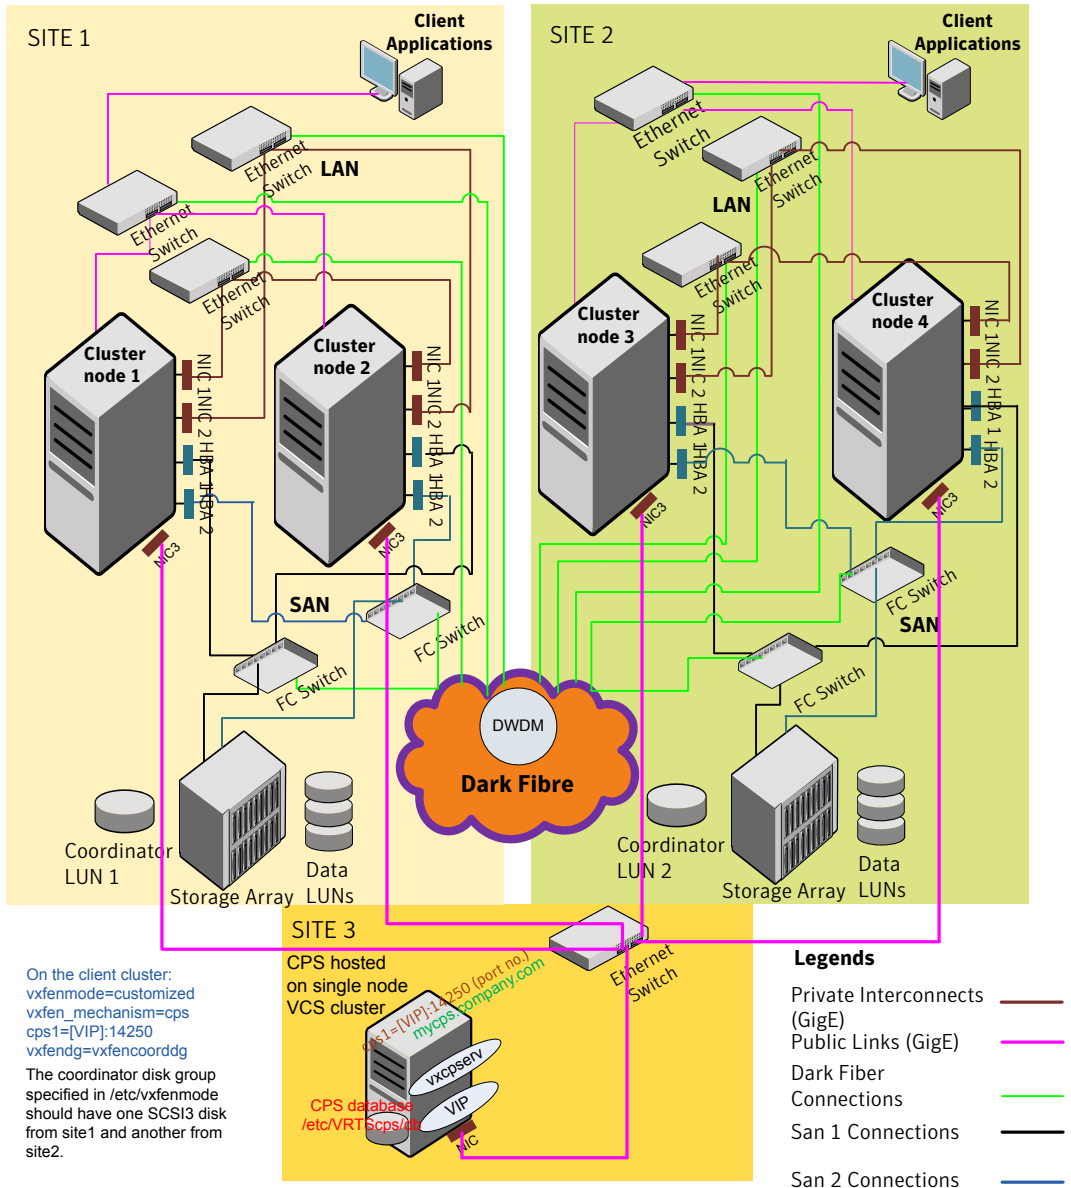 SITE 1
Client
Applications
Ethernet
Switch
LAN
Ethernet
Switch
Ethernet
Switch
Cluster
node 1
NIC 1
NIC 2
HBA 1
HBA 2
NIC3
Cluster
node 2
NIC 1
NIC 2
HBA 1
HBA 2
NIC3
SAN
FC Switch
FC Switch
Coordinator
LUN 1
Storage Array
Data
LUNs
SITE 2
Client
Applications
Ethernet
Switch
Ethernet
Switch
LAN
Ethernet
Switch
Cluster
node 3
NIC 1
NIC 2
HBA 1
HBA 2
NIC3
Cluster
node 4
NIC 1
NIC 2
HBA 1
HBA 2
NIC3
FC Switch
SAN
FC Switch
Coordinator
LUN 2
Storage Array
Data
LUNs
DWDM
Dark Fibre
SITE 3
CPS hosted
on single node
VCS cluster
Ethernet
Switch
cps1=[VIP]:14250 (port no.)
mycps.company.com
vxcpserv
VIP
CPS database
/etc/VRTScps/db
NIC
On the client cluster:
vxfenmode=customized
vxfen_mechanism=cps
cps1=[VIP]:14250
vxfendg=vxfencoorddg
The coordinator disk group
specified in /etc/vxfenmode
should have one SCSI3 disk
from site1 and another from
site2.
Legends
Private Interconnects
(GigE)
Public Links (GigE)
Dark Fiber
Connections
San 1 Connections
San 2 Connections